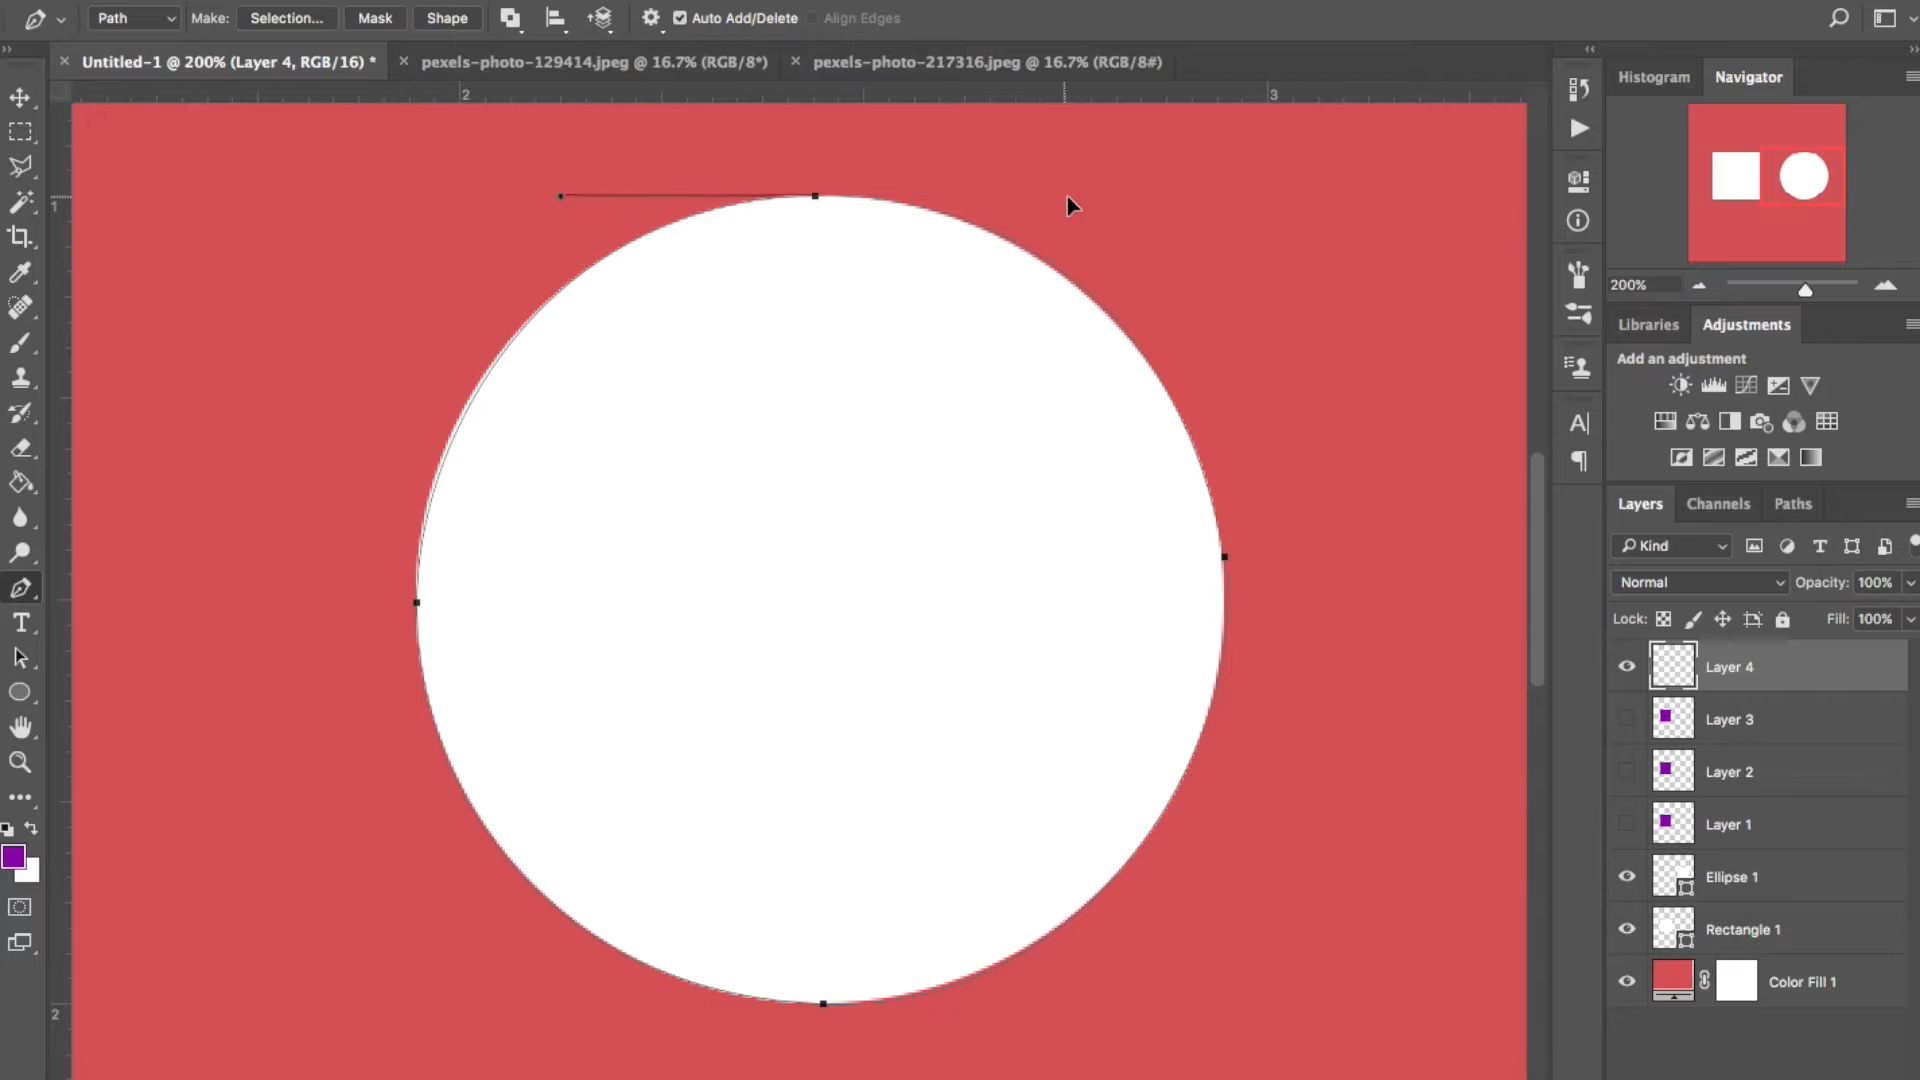 Path Make: Selection... Mask Shape Auto Add/Delete Align Edges
Untitled-1 @ 200% (Layer 4, RGB/16) * pexels-photo-129414.jpeg @ 16.7% (RGB/8*) pexels-photo-217316.jpeg @ 16.7% (RGB/8#)
2 3
1
2
Histogram Navigator
200%
Libraries Adjustments
Add an adjustment
Layers Channels Paths
Kind
Normal Opacity: 100%
Lock: Fill: 100%
Layer 4
Layer 3
Layer 2
Layer 1
Ellipse 1
Rectangle 1
Color Fill 1